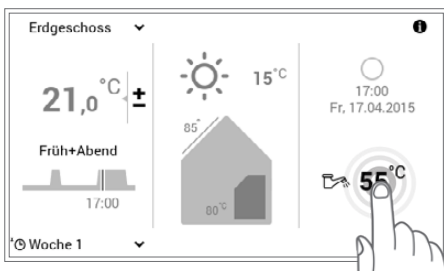 Erdgeschoss
21,0 °C ±
Früh+Abend
17:00
Woche 1
15°C
85°
80 °C
17:00
Fr, 17.04.2015
55 °C